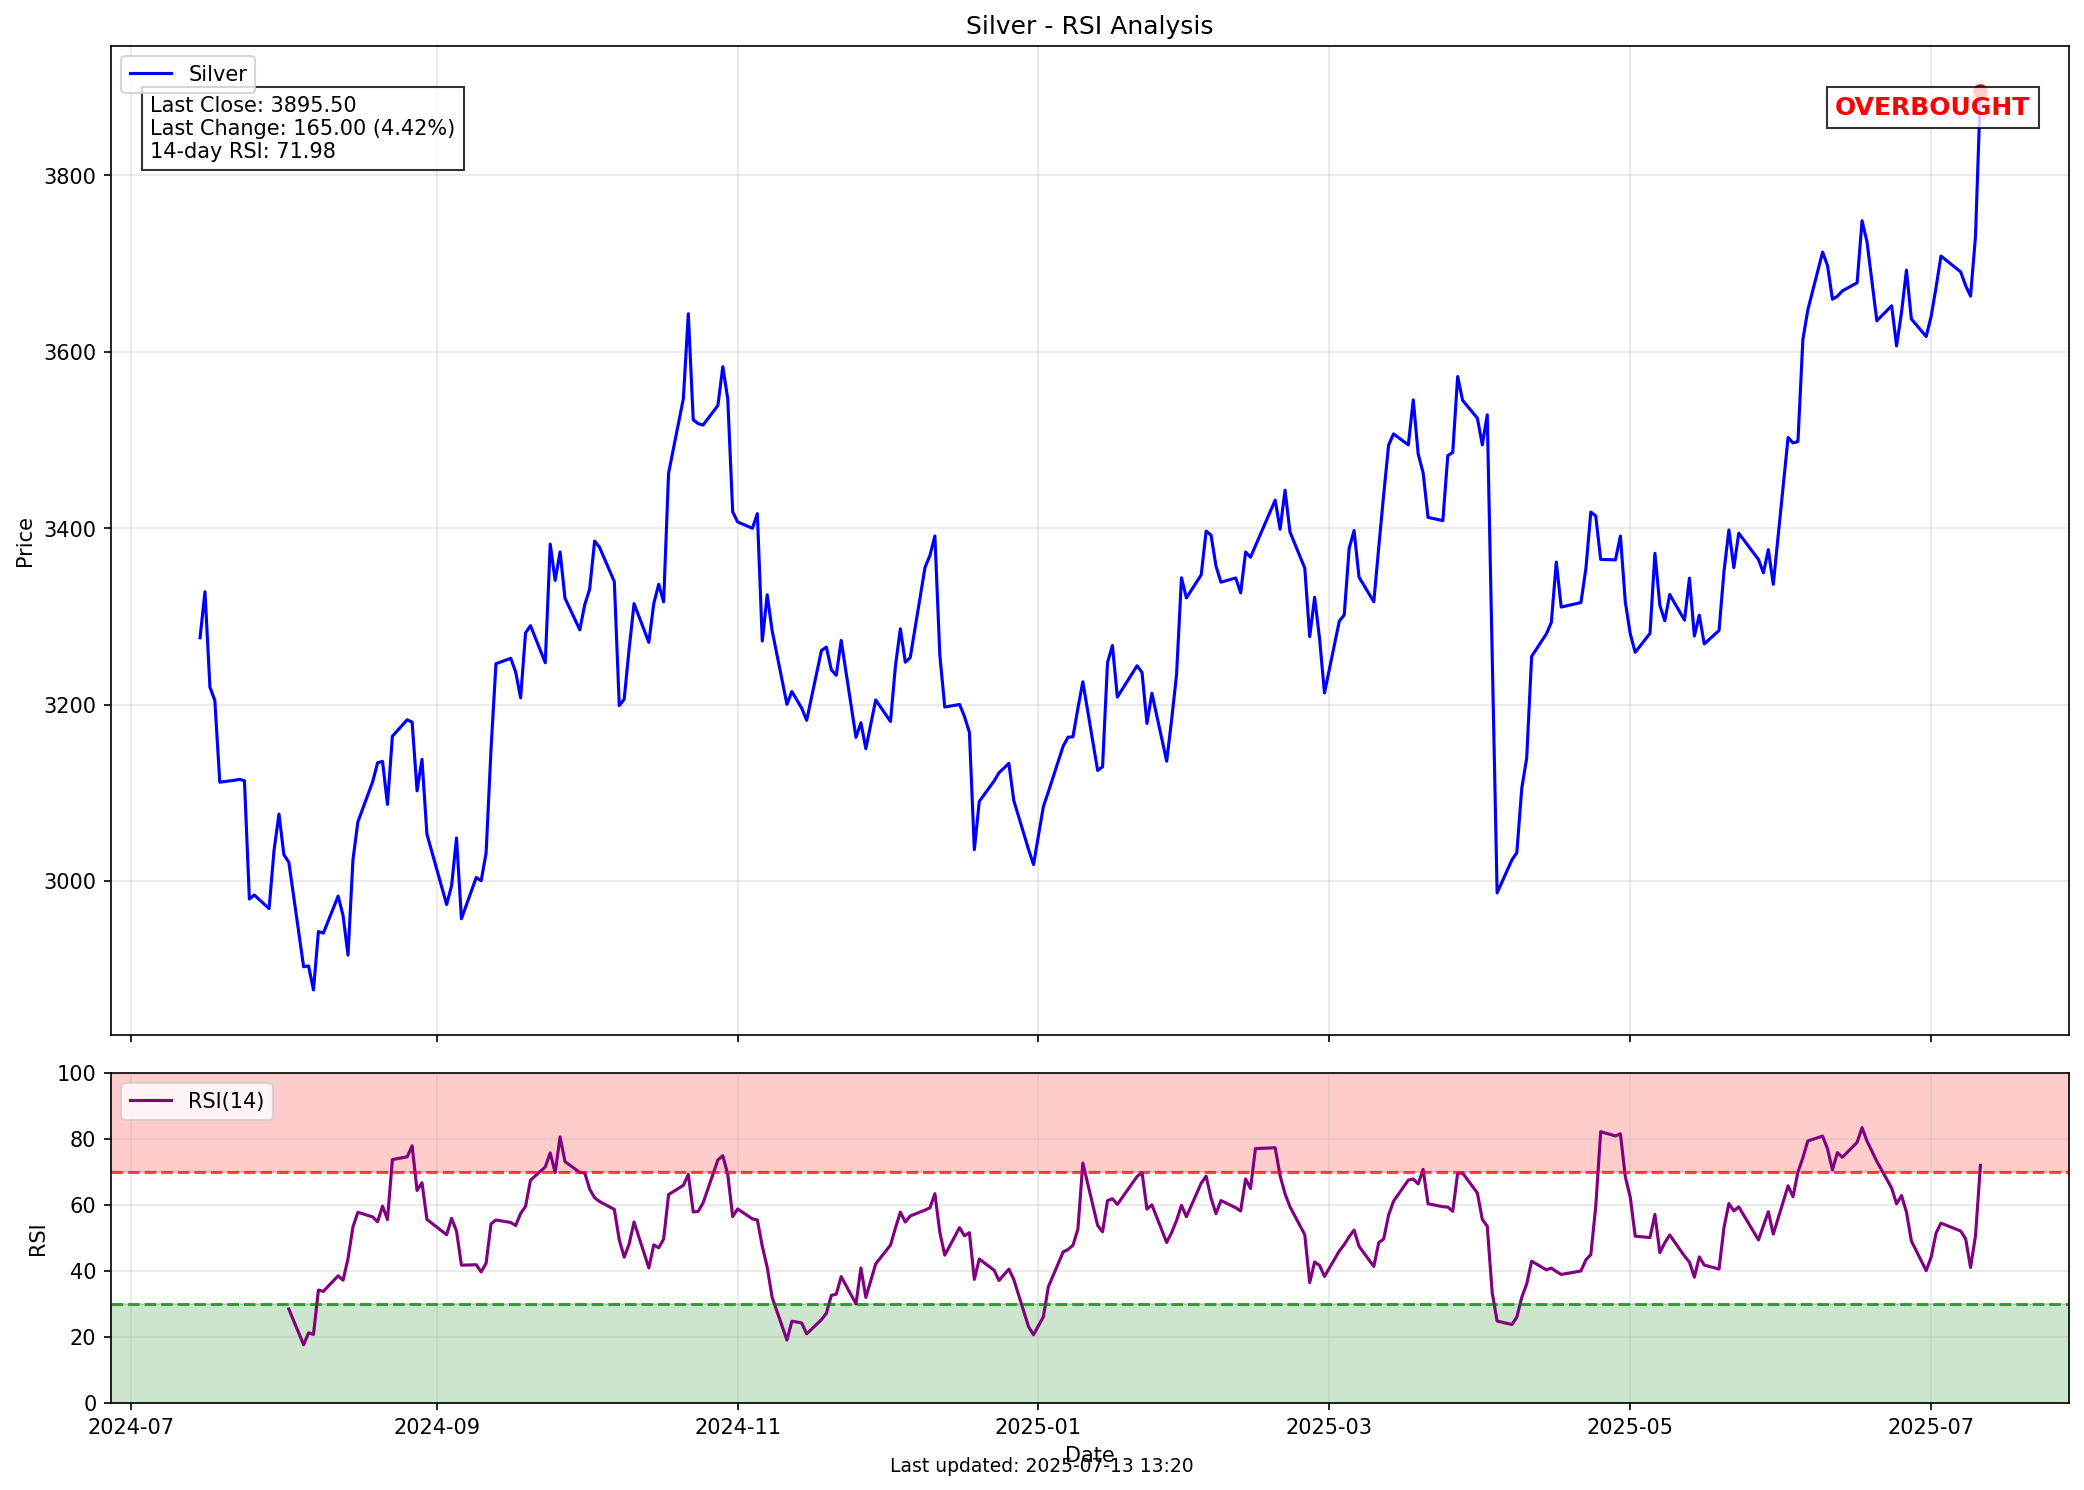 Silver - RSI Analysis
Silver
Last Close: 3895.50
Last Change: 165.00 (4.42%)
14-day RSI: 71.98
OVERBOUGHT
Price
3800
3600
3400
3200
3000
RSI(14)
RSI
100
80
60
40
20
0
2024-07
2024-09
2024-11
2025-01
2025-03
2025-05
2025-07
Date
Last updated: 2025-07-13 13:20